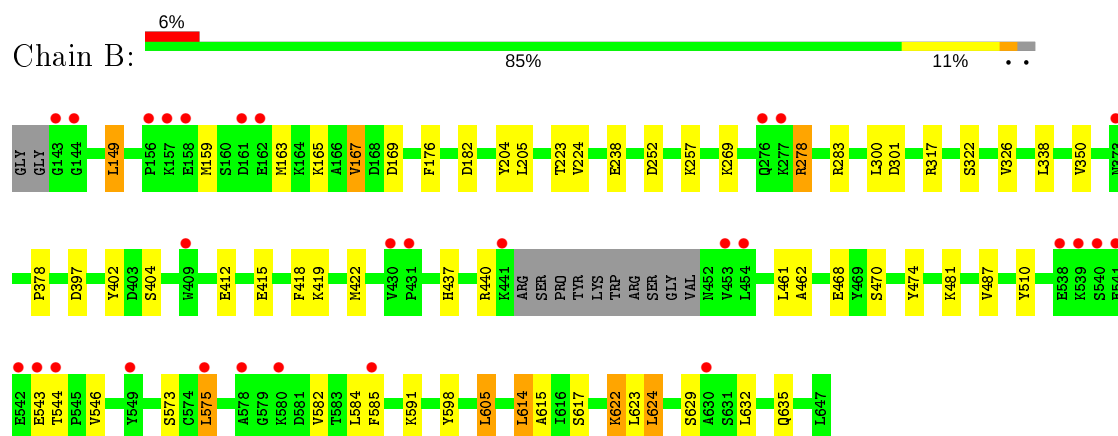 6%
Chain B:
85% 11% • •
GLY GLY G143 G144 L149 P156 K157 E158 M159 S160 D161 E162 M163 K164 K165 A166 V167 D168 D169 F176 D182 Y204 L205 T223 V224 E238 D252 K257 K269 Q276 K277 R278 R283 L300 D301 R317 S322 V326 L338 V350 N373
P378 D397 Y402 D403 S404 W409 E412 E415 F418 K419 M422 V430 P431 H437 R440 K441 ARG SER PRO TYR LYS TRP ARG SER GLY VAL N452 V453 L454 L461 A462 E468 Y469 S470 Y474 K481 V487 Y510 E538 K539 S540
E542 E543 T544 P545 V546 Y549 S573 C574 L575 A578 G579 K580 D581 V582 T583 L584 F585 K591 Y598 L605 L614 A615 I616 S617 K622 L623 L624 S629 A630 S631 L632 Q635 L647